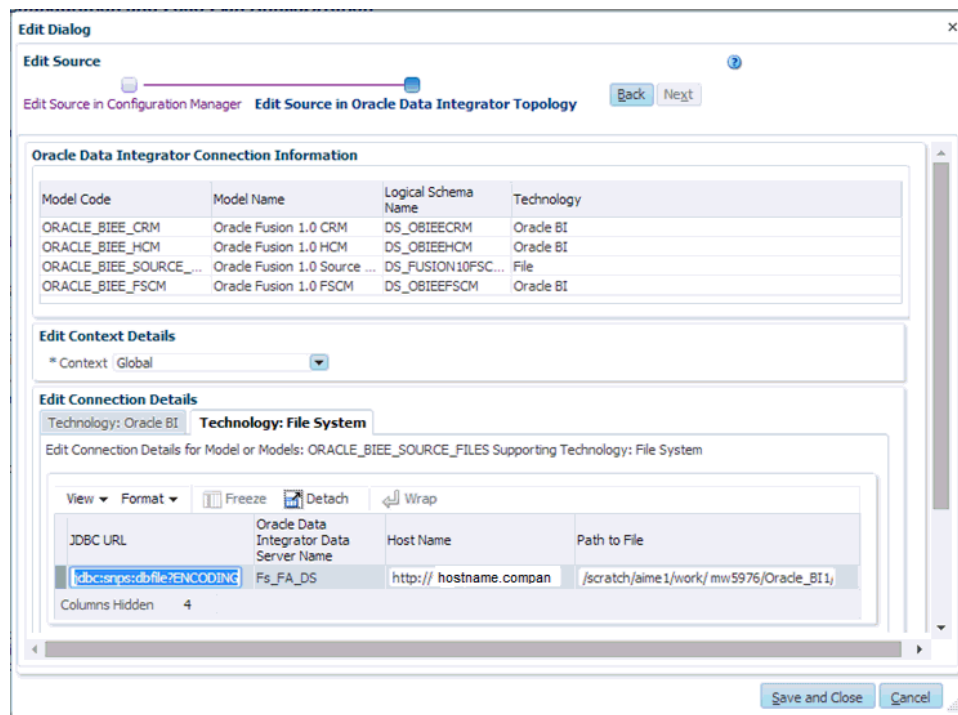 Edit Dialog
Edit Source
Edit Source in Configuration Manager Edit Source in Oracle Data Integrator Topology
Back Next
Oracle Data Integrator Connection Information
Model Code Model Name Logical Schema Name Technology
ORACLE_BIEE_CRM Oracle Fusion 1.0 CRM DS_OBIEECRM Oracle BI
ORACLE_BIEE_HCM Oracle Fusion 1.0 HCM DS_OBIEEHCM Oracle BI
ORACLE_BIEE_SOURCE_... Oracle Fusion 1.0 Source ... DS_FUSION10FSC... File
ORACLE_BIEE_FSCM Oracle Fusion 1.0 FSCM DS_OBIEEFSCM Oracle BI
Edit Context Details
* Context Global
Edit Connection Details
Technology: Oracle BI Technology: File System
Edit Connection Details for Model or Models: ORACLE_BIEE_SOURCE_FILES Supporting Technology: File System
View Format Freeze Detach Wrap
JDBC URL Oracle Data Integrator Data Server Name Host Name Path to File
jdbc:snps:dbfile?ENCODING Fs_FA_DS http:// hostname.compan /scratch/aime1/work/ mw5976/Oracle_BI1/
Columns Hidden 4
Save and Close Cancel